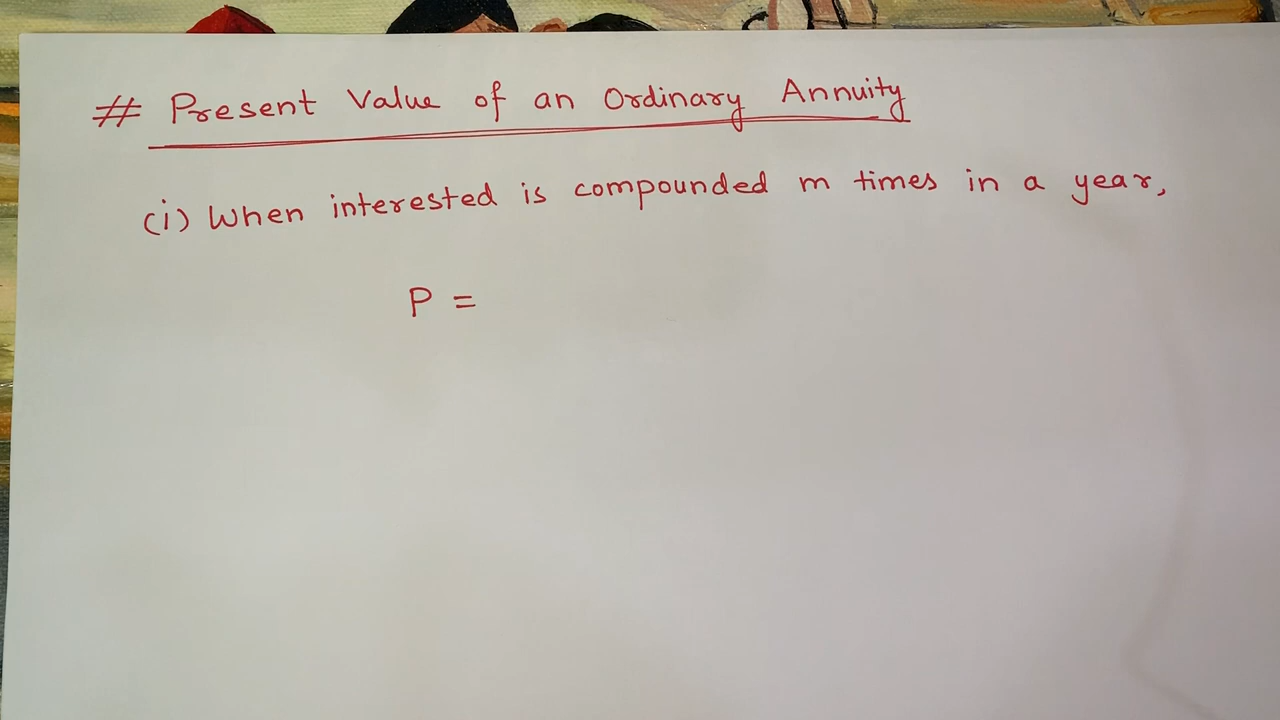 # Present Value of an Ordinary Annuity
(i) When interested is compounded m times in a year,
P =